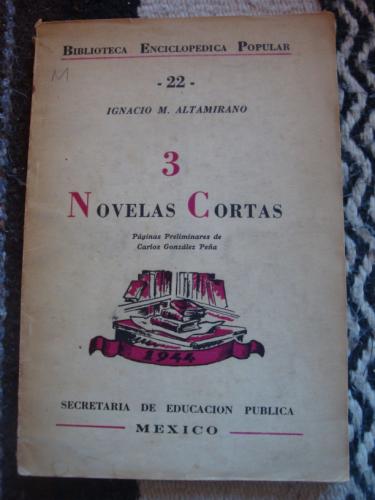 BIBLIOTECA ENCICLOPEDICA POPULAR
M
- 22 -
IGNACIO M. ALTAMIRANO
3
NOVELAS CORTAS
Páginas Preliminares de
Carlos González Peña
1944
SECRETARIA DE EDUCACION PUBLICA
MEXICO